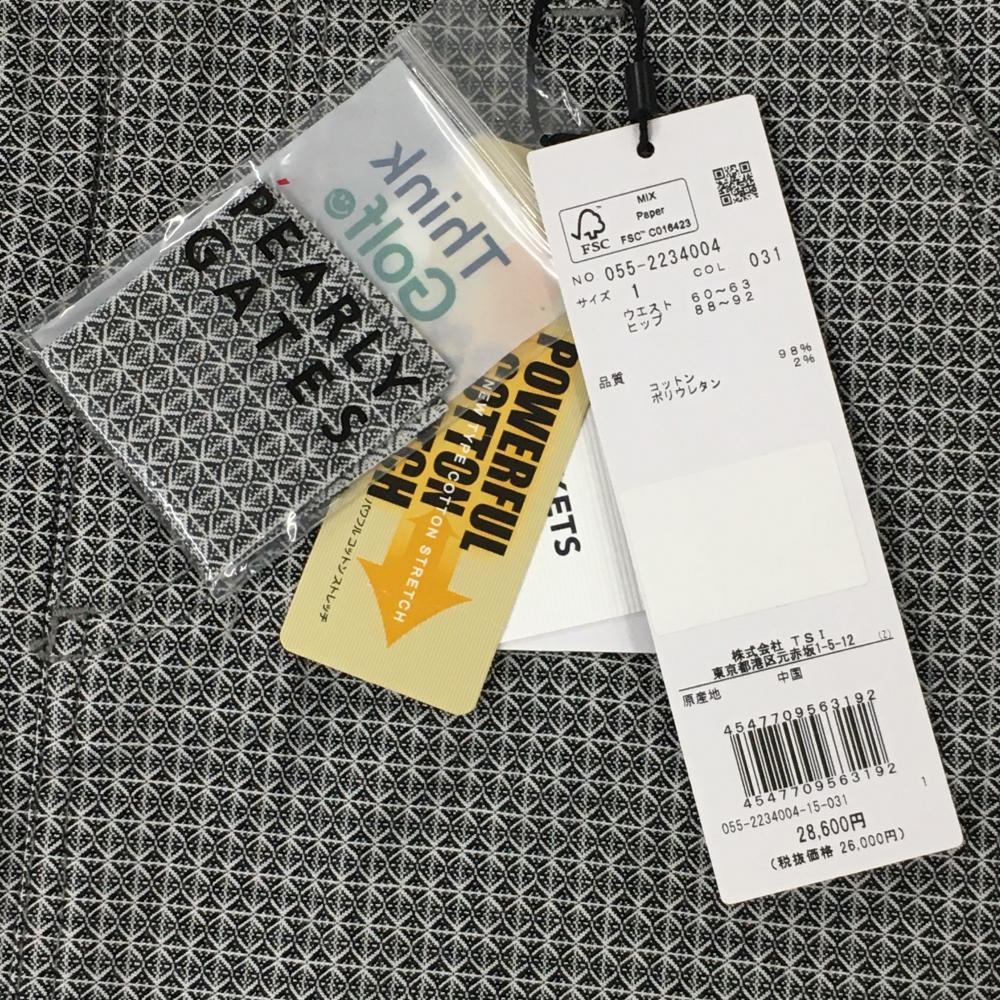 Think
Golf
PEARLY
GATES
POWERFUL
COTTON
NEW TYPE COTTON STRETCH
パワフルコットンストレッチ
ETS
MIX
Paper
FSC™ C016423
FSC
NO 055-2234004
COL. 031
サイズ 1
ウエスト 60～63
ヒップ 88～92
品質 コットン 98%
ポリウレタン 2%
株式会社 TSI
東京都港区元赤坂1-5-12 (Z)
原産地 中国
4547709563192
4547709563192
055-2234004-15-031 1
28,600円
(税抜価格 26,000円)